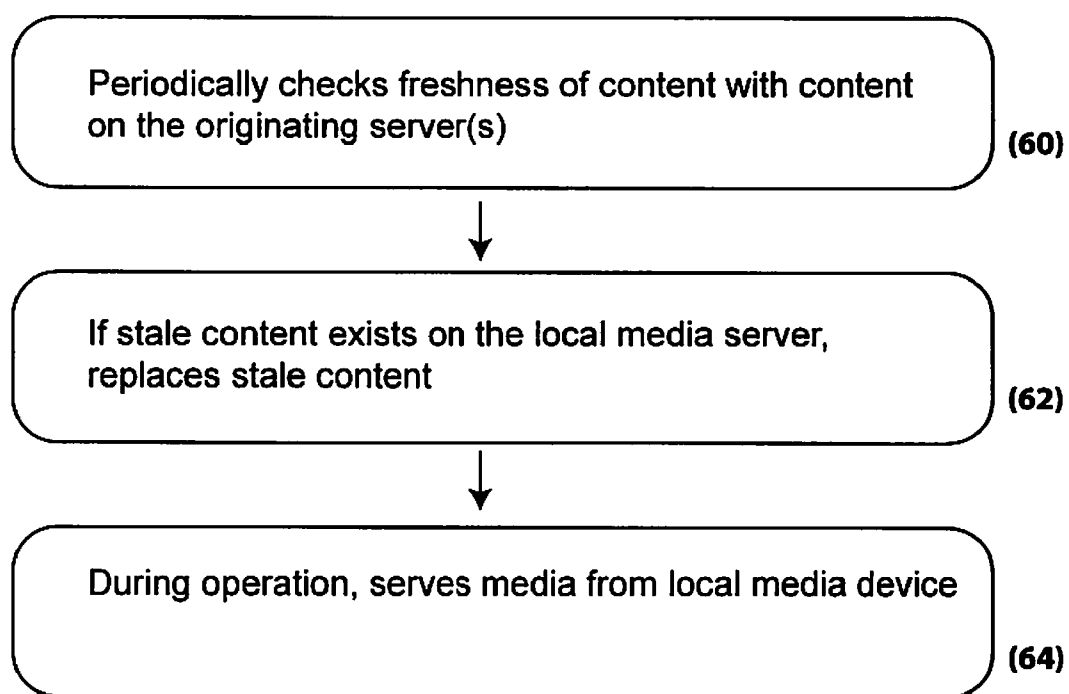 Periodically checks freshness of content with content
on the originating server(s)
(60)
If stale content exists on the local media server,
replaces stale content
(62)
During operation, serves media from local media device
(64)